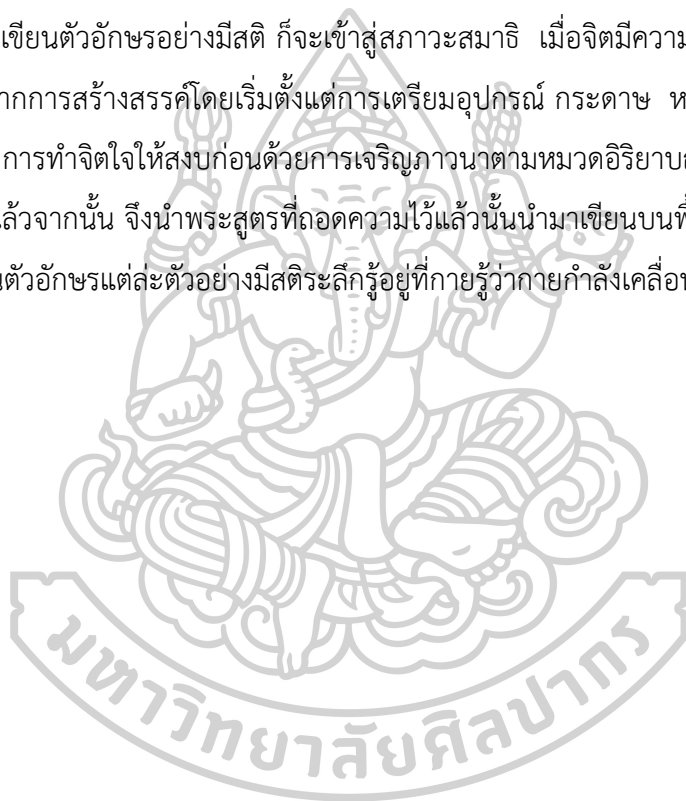 เขียนตัวอักษรอย่างมีสติ ก็จะเข้าสู่สภาวะสมาธิ เมื่อจิตมีความ
ากการสร้างสรรค์โดยเริ่มตั้งแต่การเตรียมอุปกรณ์ กระดาษ ห
การทำจิตใจให้สงบก่อนด้วยการเจริญภาวนาตามหมวดอิริยาบถ
ล้วจากนั้น จึงนำพระสูตรที่ถอดความไว้แล้วนั้นนำมาเขียนบนพื้
นตัวอักษรแต่ล่ะตัวอย่างมีสติระลึกรู้อยู่ที่กายรู้ว่ากายกำลังเคลื่อน
มหาวิทยาลัยศิลปากร